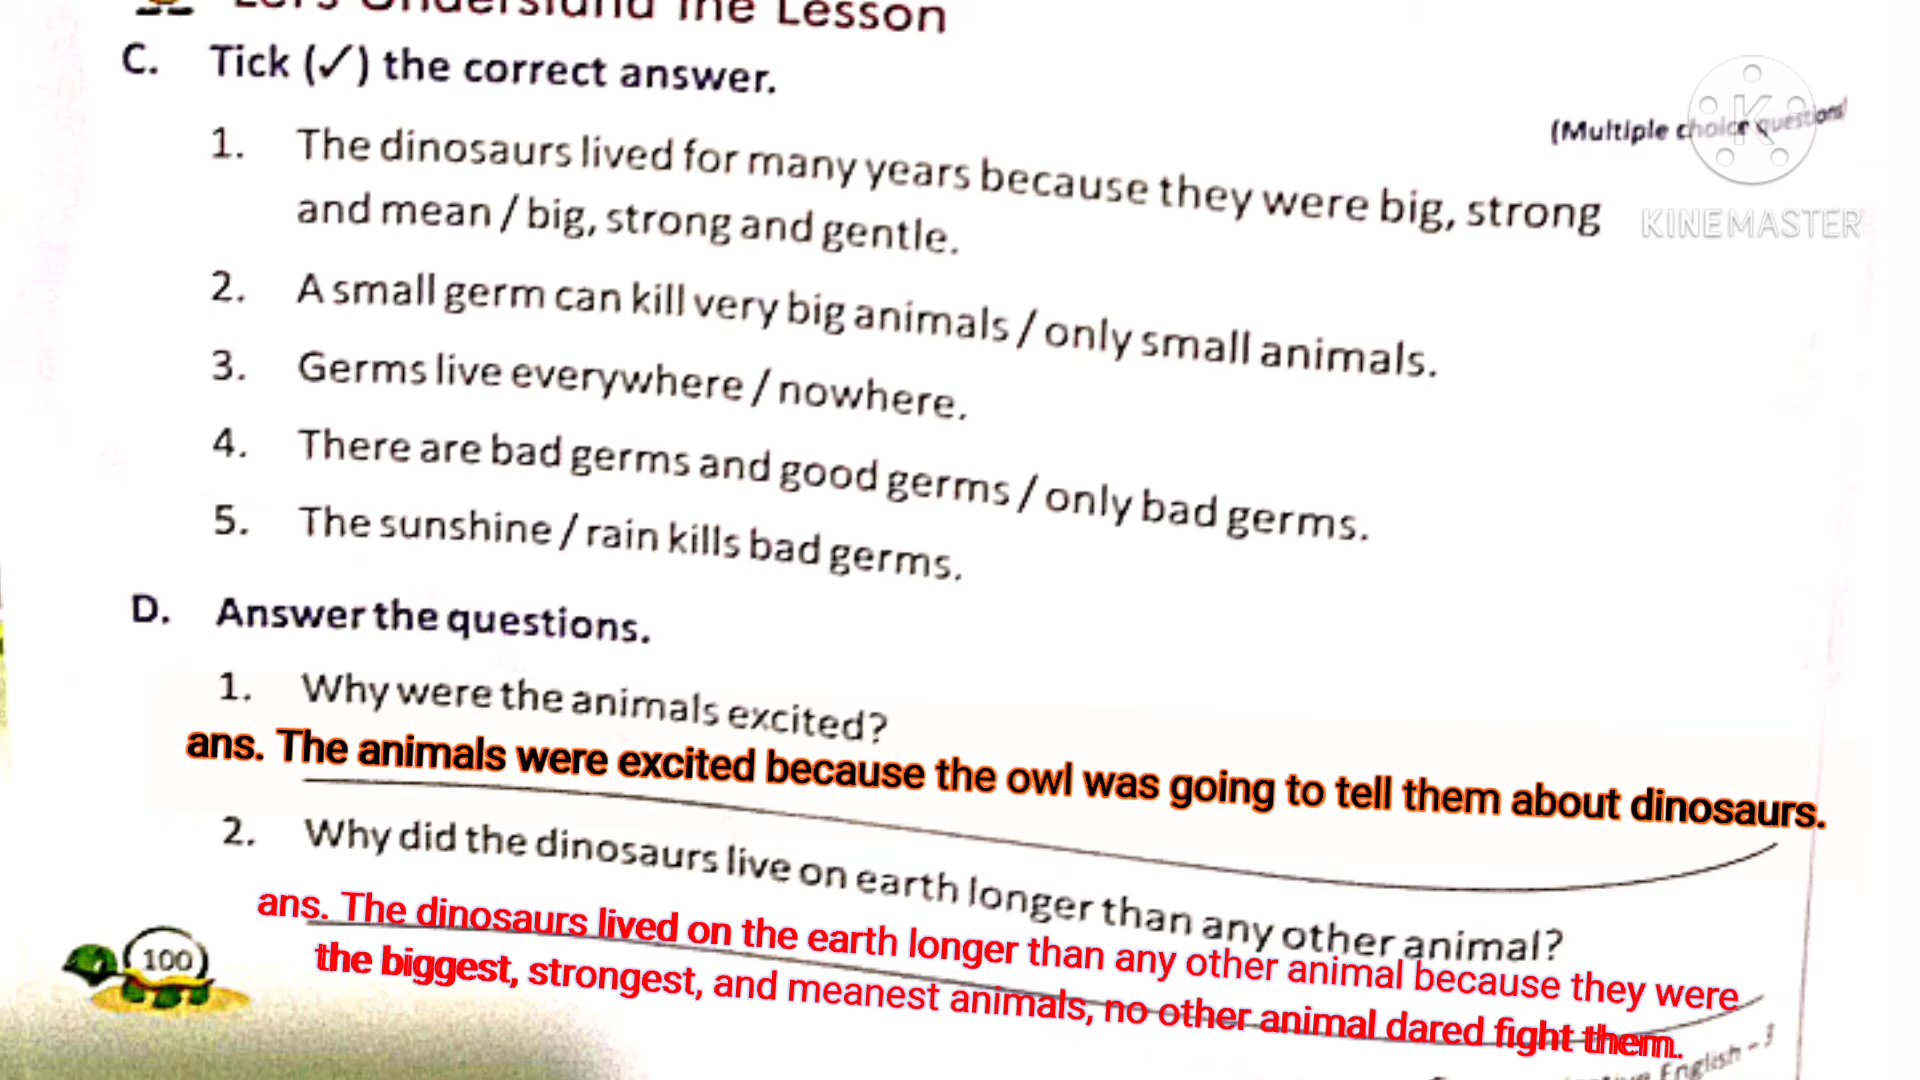 Let's Understand the Lesson
C. Tick (✓) the correct answer.
(Multiple choice questions)
1. The dinosaurs lived for many years because they were big, strong
and mean / big, strong and gentle.
KINEMASTER
2. A small germ can kill very big animals / only small animals.
3. Germs live everywhere / nowhere.
4. There are bad germs and good germs / only bad germs.
5. The sunshine / rain kills bad germs.
D. Answer the questions.
1. Why were the animals excited?
ans. The animals were excited because the owl was going to tell them about dinosaurs.
2. Why did the dinosaurs live on earth longer than any other animal?
ans. The dinosaurs lived on the earth longer than any other animal because they were
the biggest, strongest, and meanest animals, no other animal dared fight them.
100
English - 3